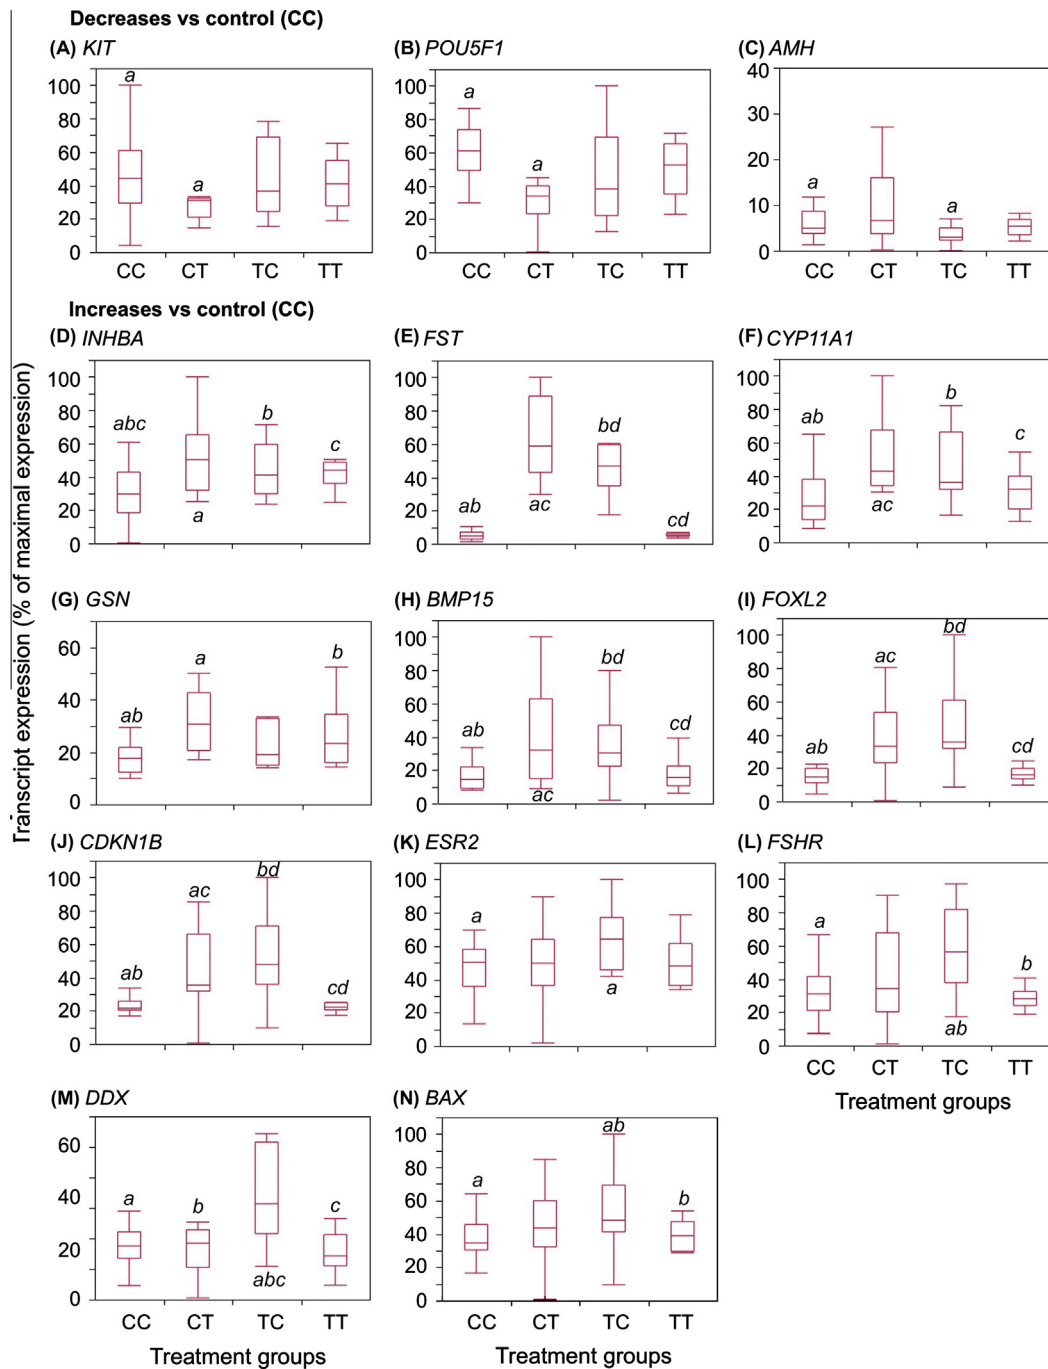 Decreases vs control (CC)
(A) KIT
(B) POU5F1
(C) AMH
100
80
60
40
20
0
a
a
CC
CT
TC
TT
100
80
60
40
20
0
a
a
CC
CT
TC
TT
40
30
20
10
0
a
a
CC
CT
TC
TT
Increases vs control (CC)
Transcript expression (% of maximal expression)
(D) INHBA
(E) FST
(F) CYP11A1
100
80
60
40
20
0
abc
a
b
c
100
80
60
40
20
0
ab
ac
bd
cd
100
80
60
40
20
0
ab
ac
b
c
(G) GSN
(H) BMP15
(I) FOXL2
60
40
20
0
ab
a
b
100
80
60
40
20
0
ab
ac
bd
cd
100
80
60
40
20
0
ab
ac
bd
cd
(J) CDKN1B
(K) ESR2
(L) FSHR
100
80
60
40
20
0
ab
ac
bd
cd
100
80
60
40
20
0
a
a
100
80
60
40
20
0
a
ab
b
CC
CT
TC
TT
Treatment groups
(M) DDX
(N) BAX
60
40
20
0
a
b
abc
c
CC
CT
TC
TT
Treatment groups
100
80
60
40
20
0
a
ab
b
CC
CT
TC
TT
Treatment groups